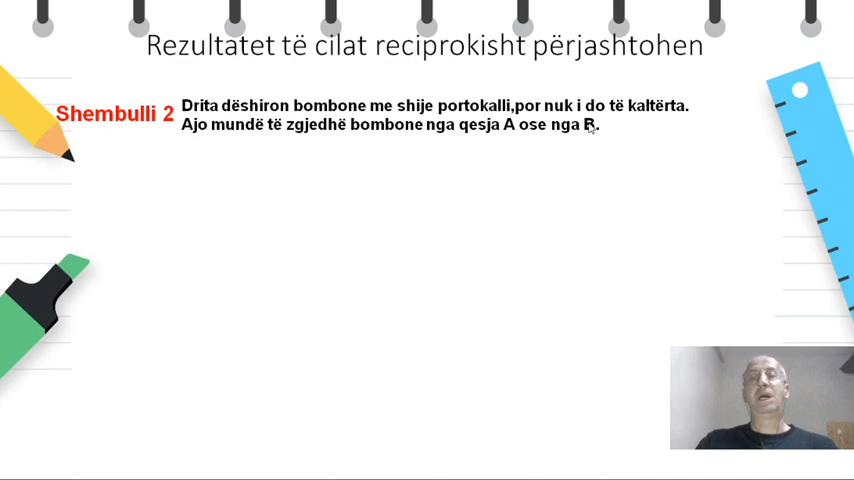 Rezultatet të cilat reciprokisht përjashtohen
Shembulli 2
Drita dëshiron bombone me shije portokalli,por nuk i do të kaltërta.
Ajo mundë të zgjedhë bombone nga qesja A ose nga B.